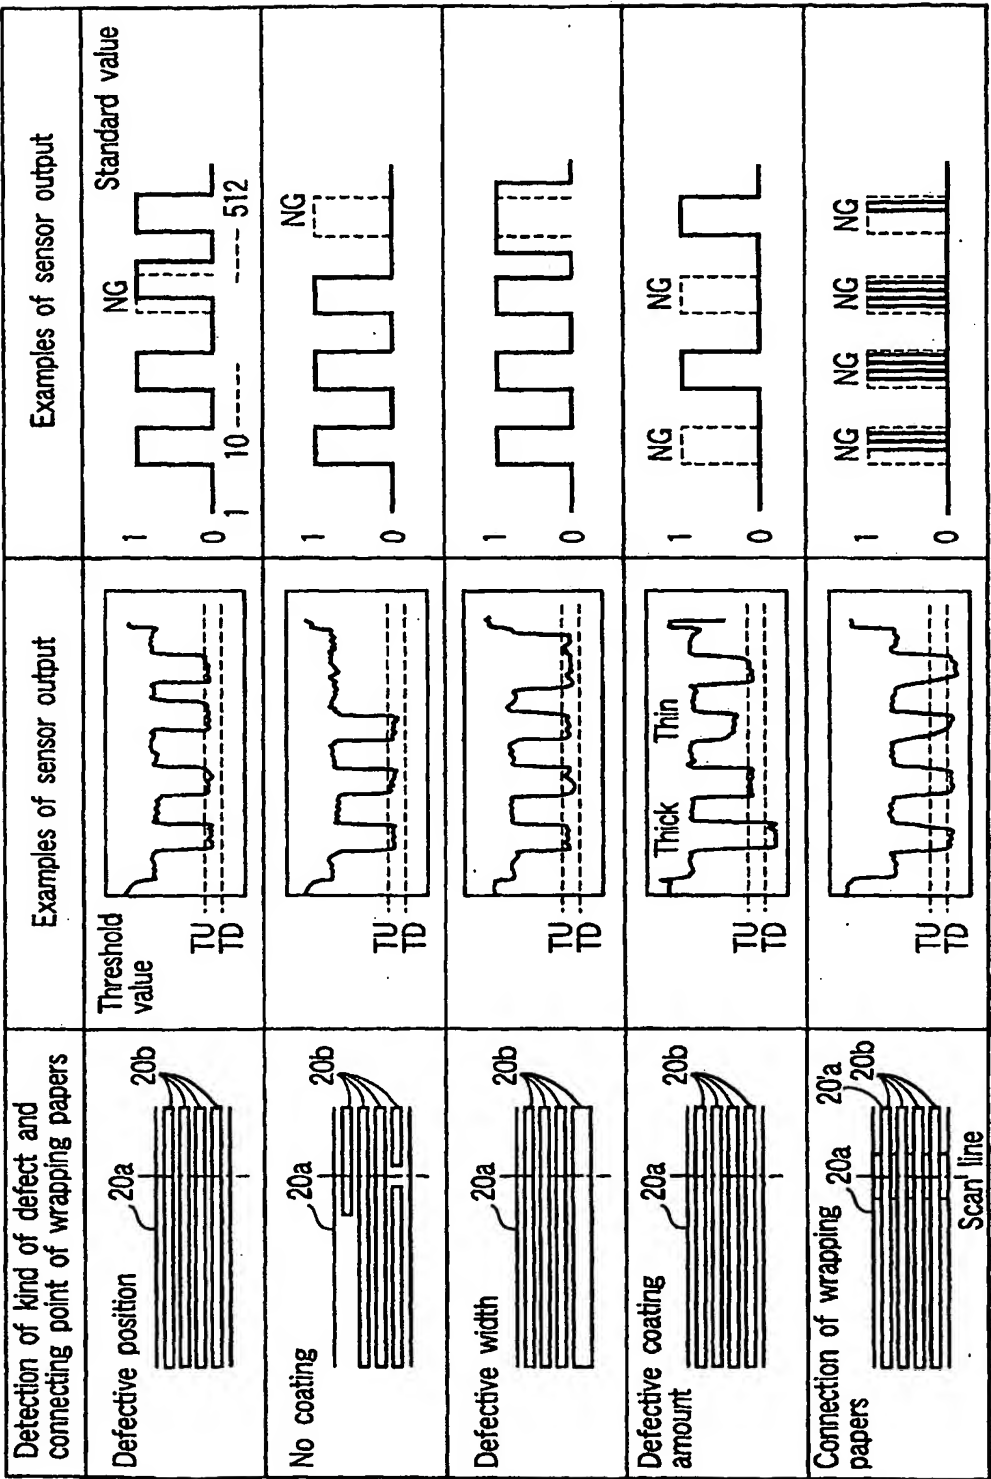 Detection of kind of defect and
connecting point of wrapping papers
Examples of sensor output
Examples of sensor output
Defective position
20a
20b
Threshold
value
TU
TD
Standard value
1
0
NG
1
10
512
No coating
20a
20b
TU
TD
1
0
NG
Defective width
20a
20b
TU
TD
1
0
Defective coating
amount
20a
20b
TU
TD
Thick
Thin
1
0
NG
NG
Connection of wrapping
papers
20a
20'a
20b
Scan line
TU
TD
1
0
NG
NG
NG
NG